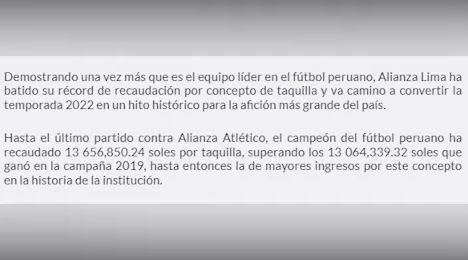 Demostrando una vez más que es el equipo líder en el fútbol peruano, Alianza Lima ha
batido su récord de recaudación por concepto de taquilla y va camino a convertir la
temporada 2022 en un hito histórico para la afición más grande del país.
Hasta el último partido contra Alianza Atlético, el campeón del fútbol peruano ha
recaudado 13 656,850.24 soles por taquilla, superando los 13 064,339.32 soles que
ganó en la campaña 2019, hasta entonces la de mayores ingresos por este concepto
en la historia de la institución.